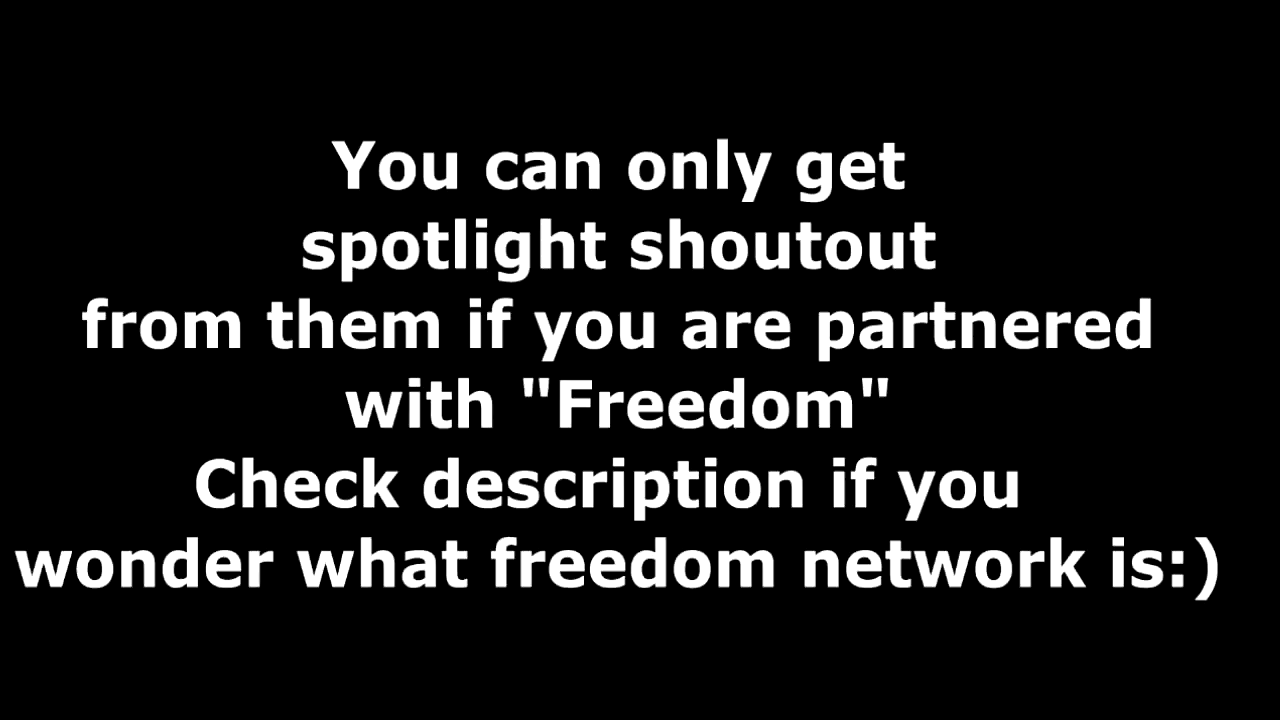 You can only get
spotlight shoutout
from them if you are partnered
with "Freedom"
Check description if you
wonder what freedom network is:)